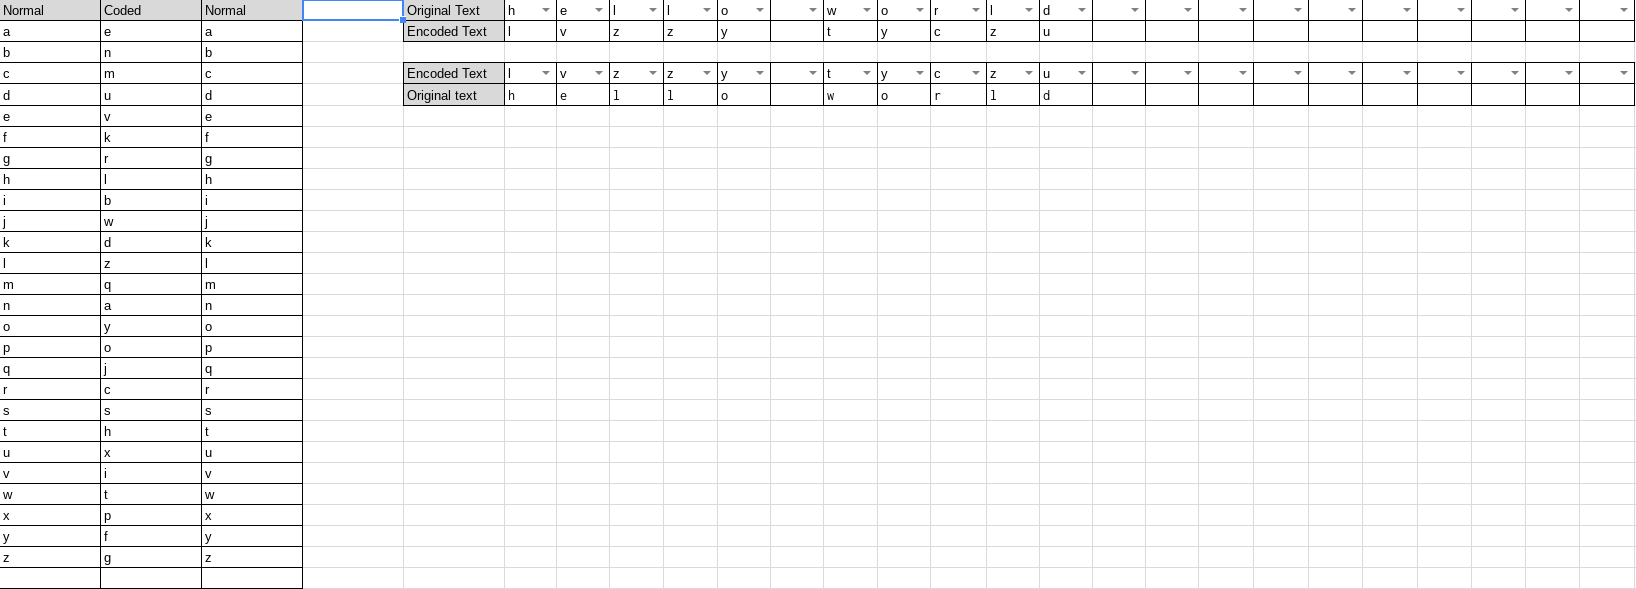 Normal Coded Normal Original Text h e l l o w o r l d
a e a Encoded Text l v z z y t y c z u
b n b
c m c Encoded Text l v z z y t y c z u
d u d Original text h e l l o w o r l d
e v e
f k f
g r g
h l h
i b i
j w j
k d k
l z l
m q m
n a n
o y o
p o p
q j q
r c r
s s s
t h t
u x u
v i v
w t w
x p x
y f y
z g z